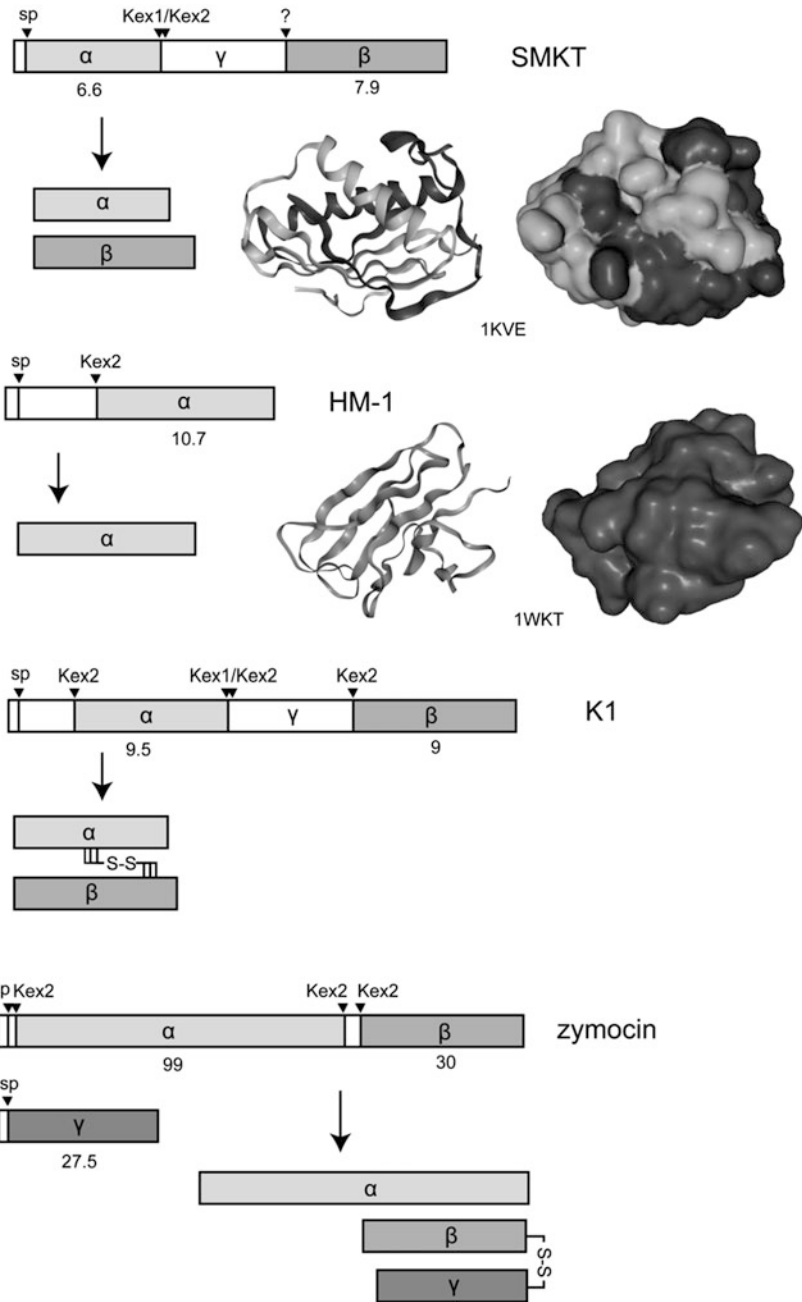 sp Kex1/Kex2 ?
α γ β SMKT
6.6 7.9
α
β
1KVE
sp Kex2
α HM-1
10.7
α
1WKT
sp Kex2 Kex1/Kex2 Kex2
α γ β K1
9.5 9
α
S-S
β
p Kex2 Kex2 Kex2
α β zymocin
99 30
sp
γ
27.5
α
β
S-S
γ